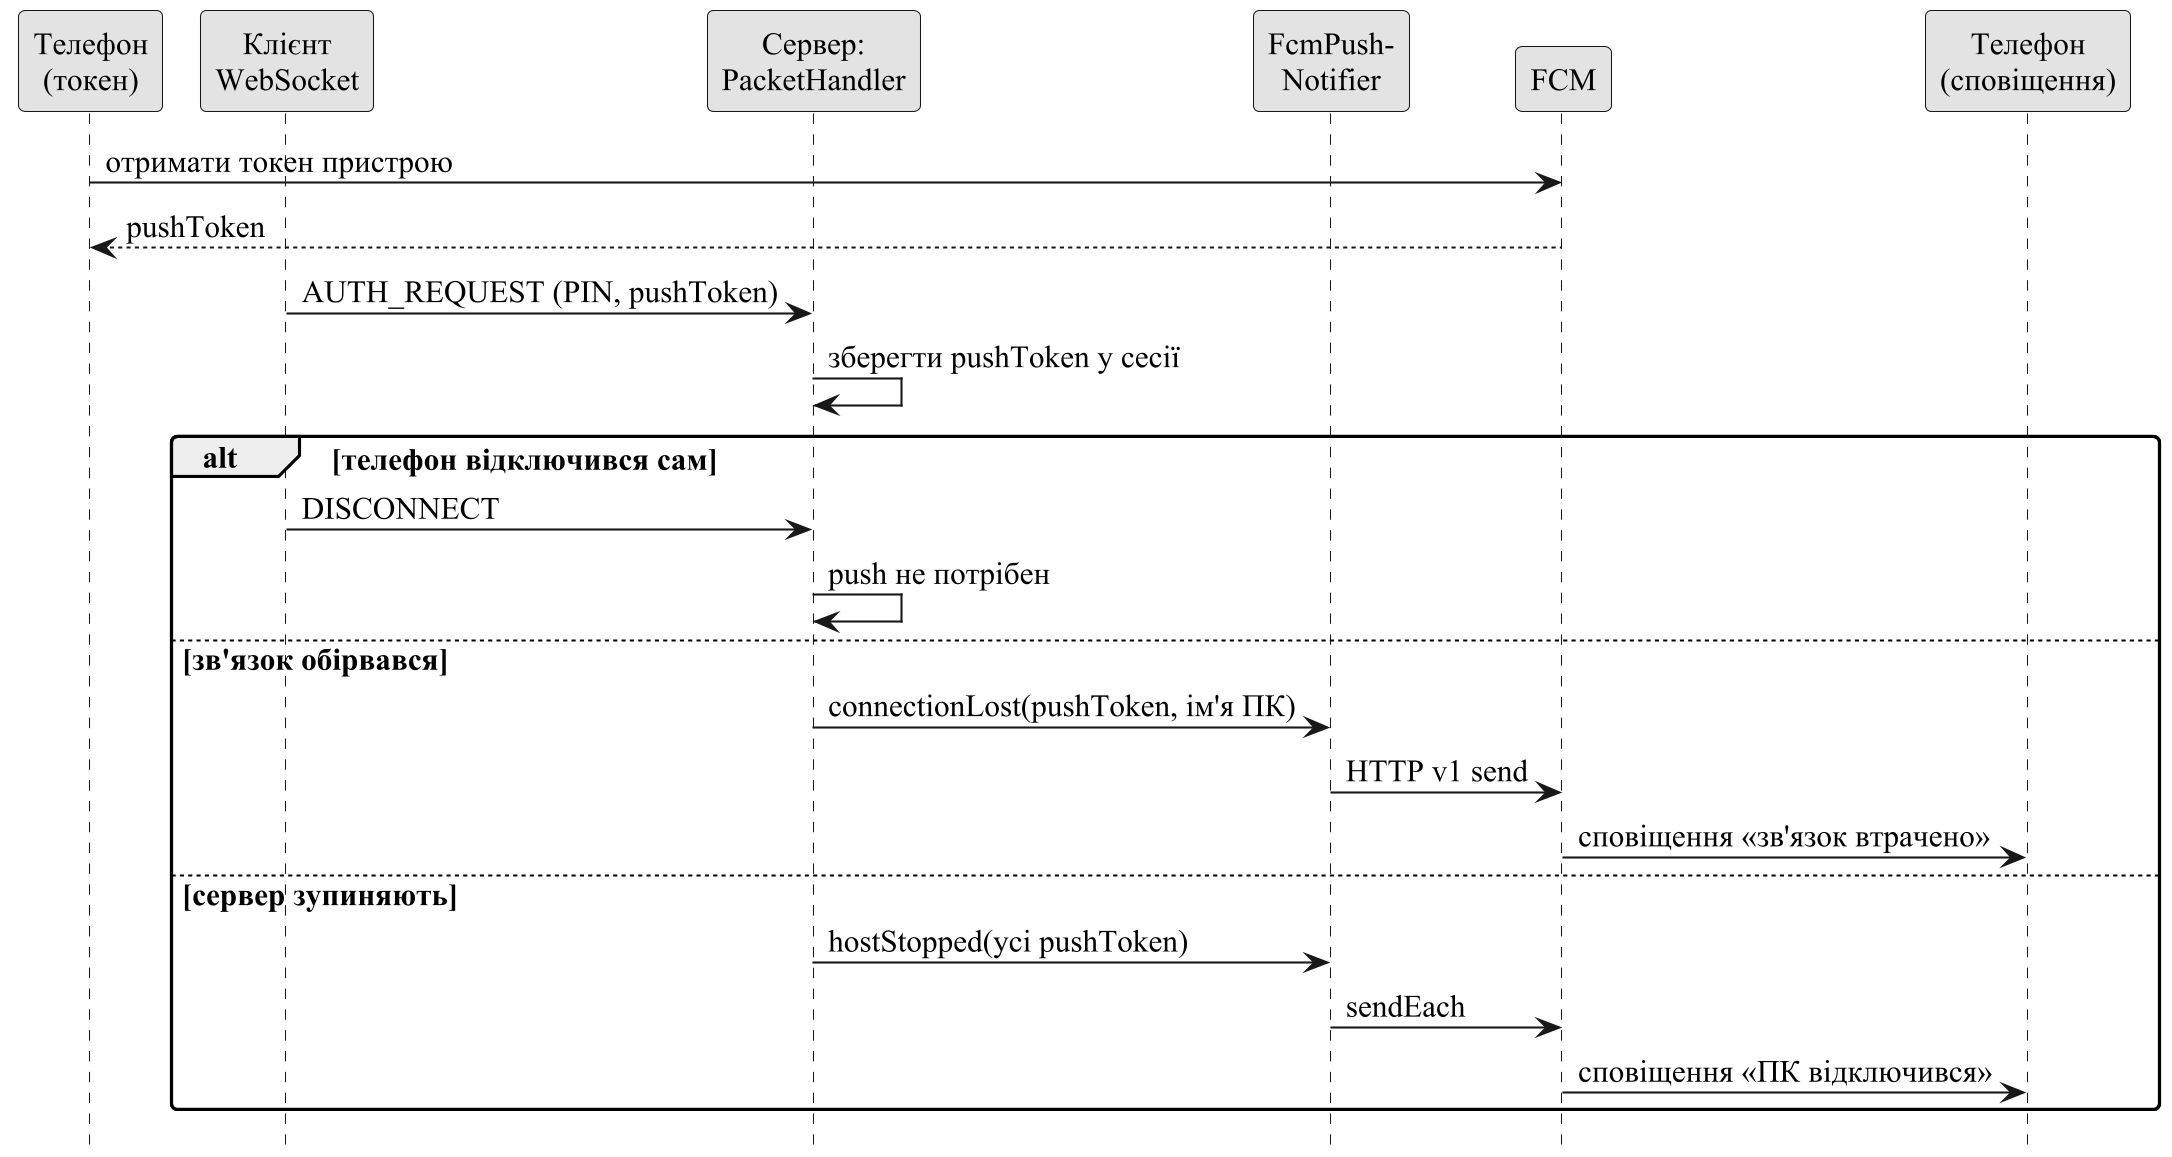 Телефон
(токен)
Клієнт
WebSocket
Сервер:
PacketHandler
FcmPush-
Notifier
FCM
Телефон
(сповіщення)
отримати токен пристрою
pushToken
AUTH_REQUEST (PIN, pushToken)
зберегти pushToken у сесії
alt
[телефон відключився сам]
DISCONNECT
push не потрібен
[зв'язок обірвався]
connectionLost(pushToken, ім'я ПК)
HTTP v1 send
сповіщення «зв'язок втрачено»
[сервер зупиняють]
hostStopped(усі pushToken)
sendEach
сповіщення «ПК відключився»